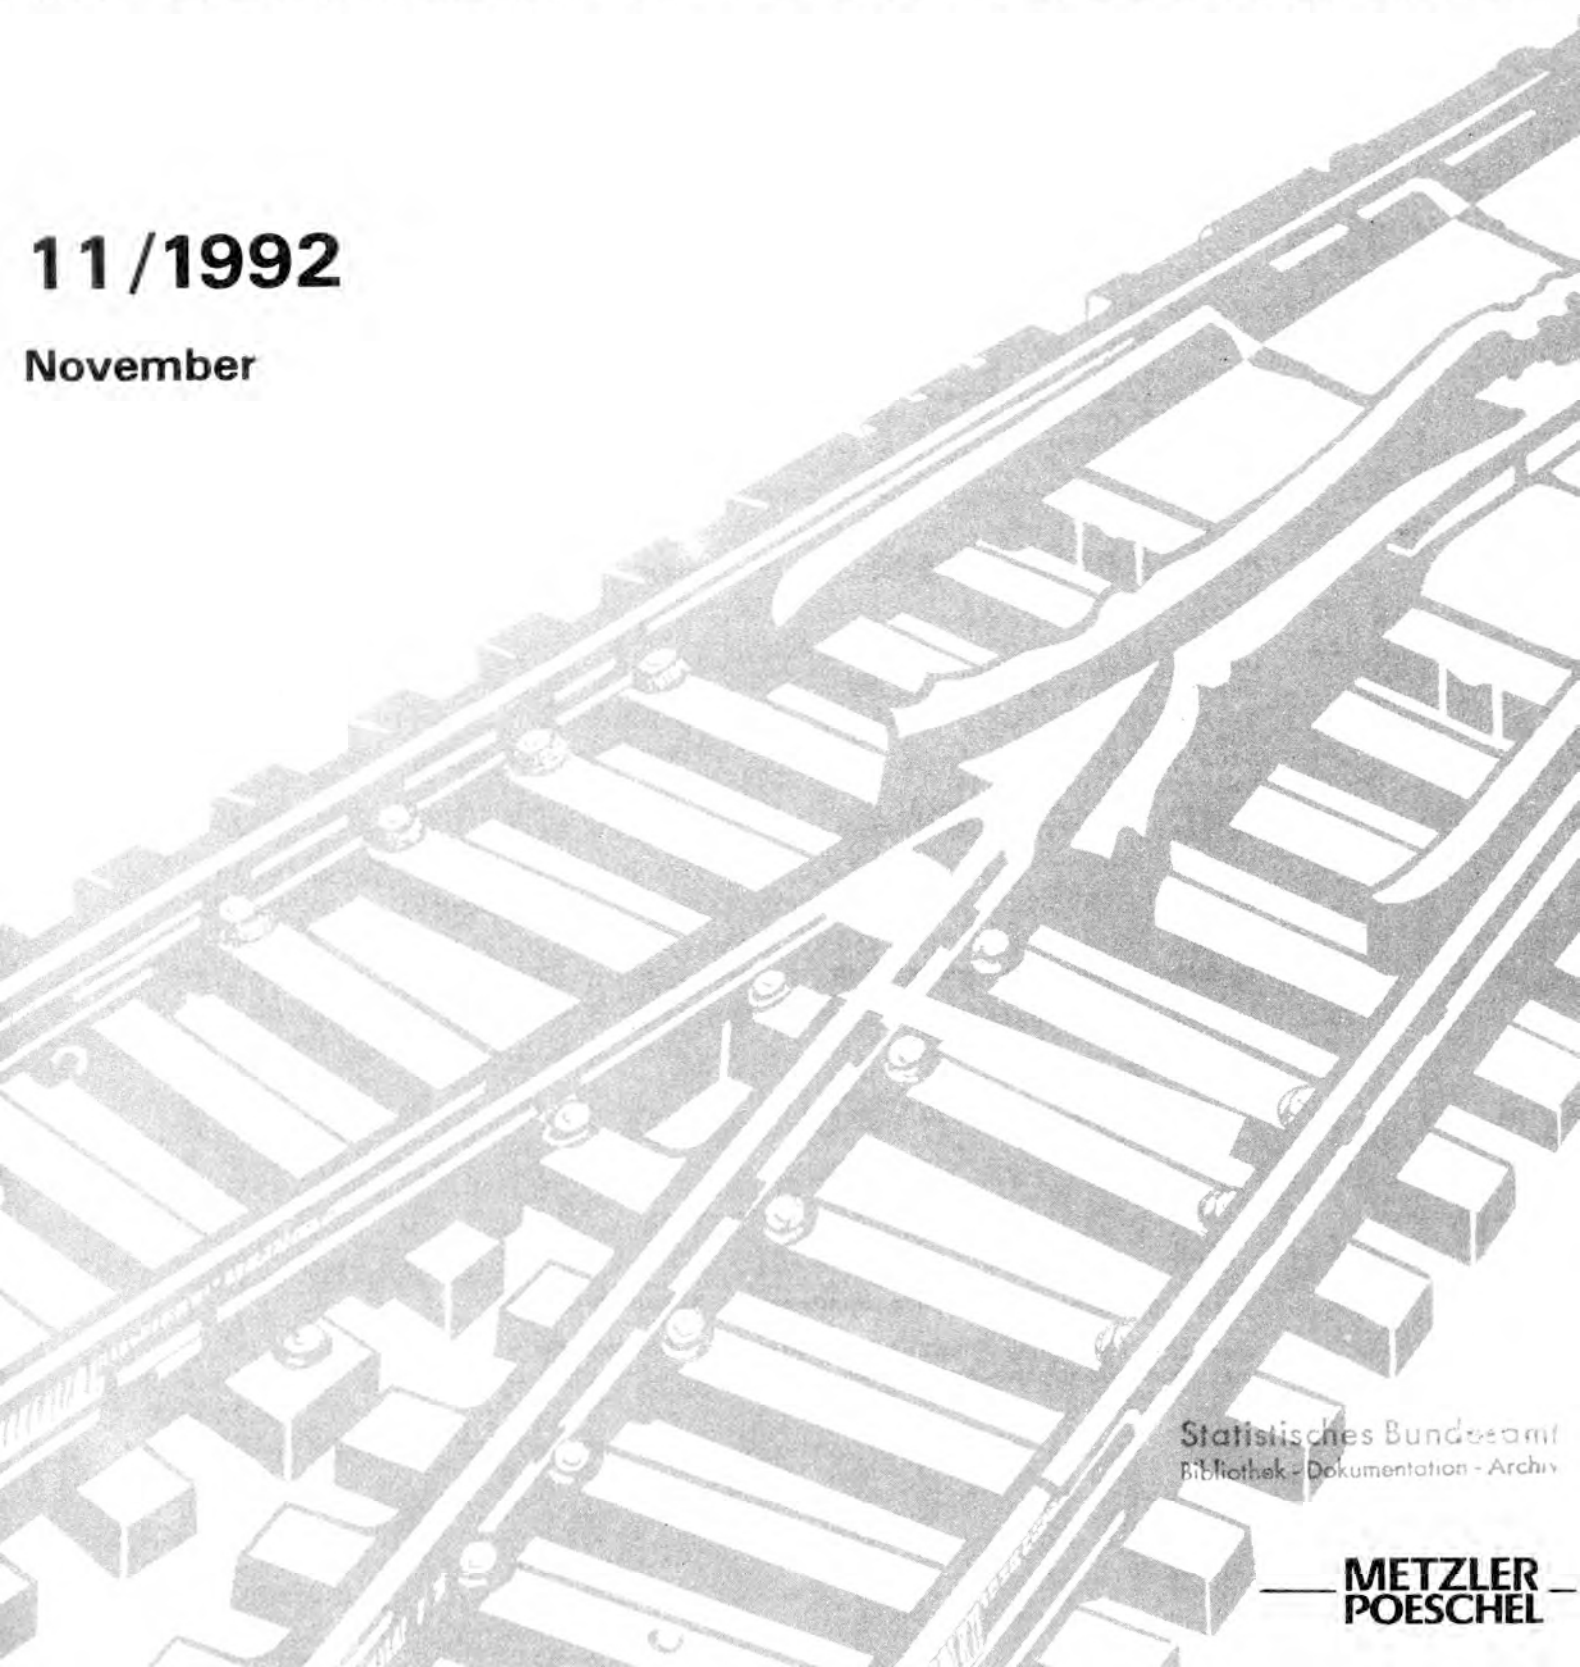 11/1992
November
Statistisches Bundesamt
Bibliothek - Dokumentation - Archiv
METZLER
POESCHEL